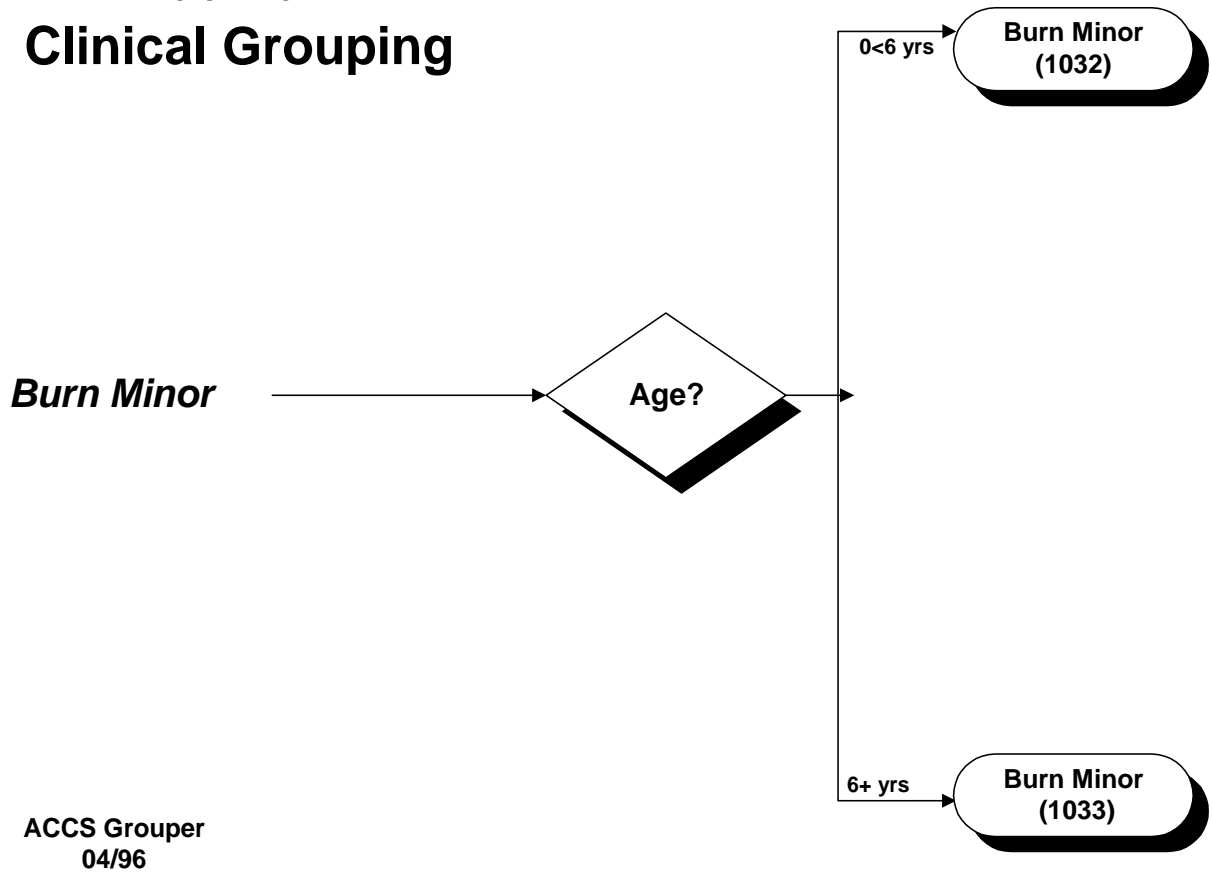 Clinical Grouping
0<6 yrs
Burn Minor
(1032)
Burn Minor
Age?
6+ yrs
Burn Minor
(1033)
ACCS Grouper
04/96